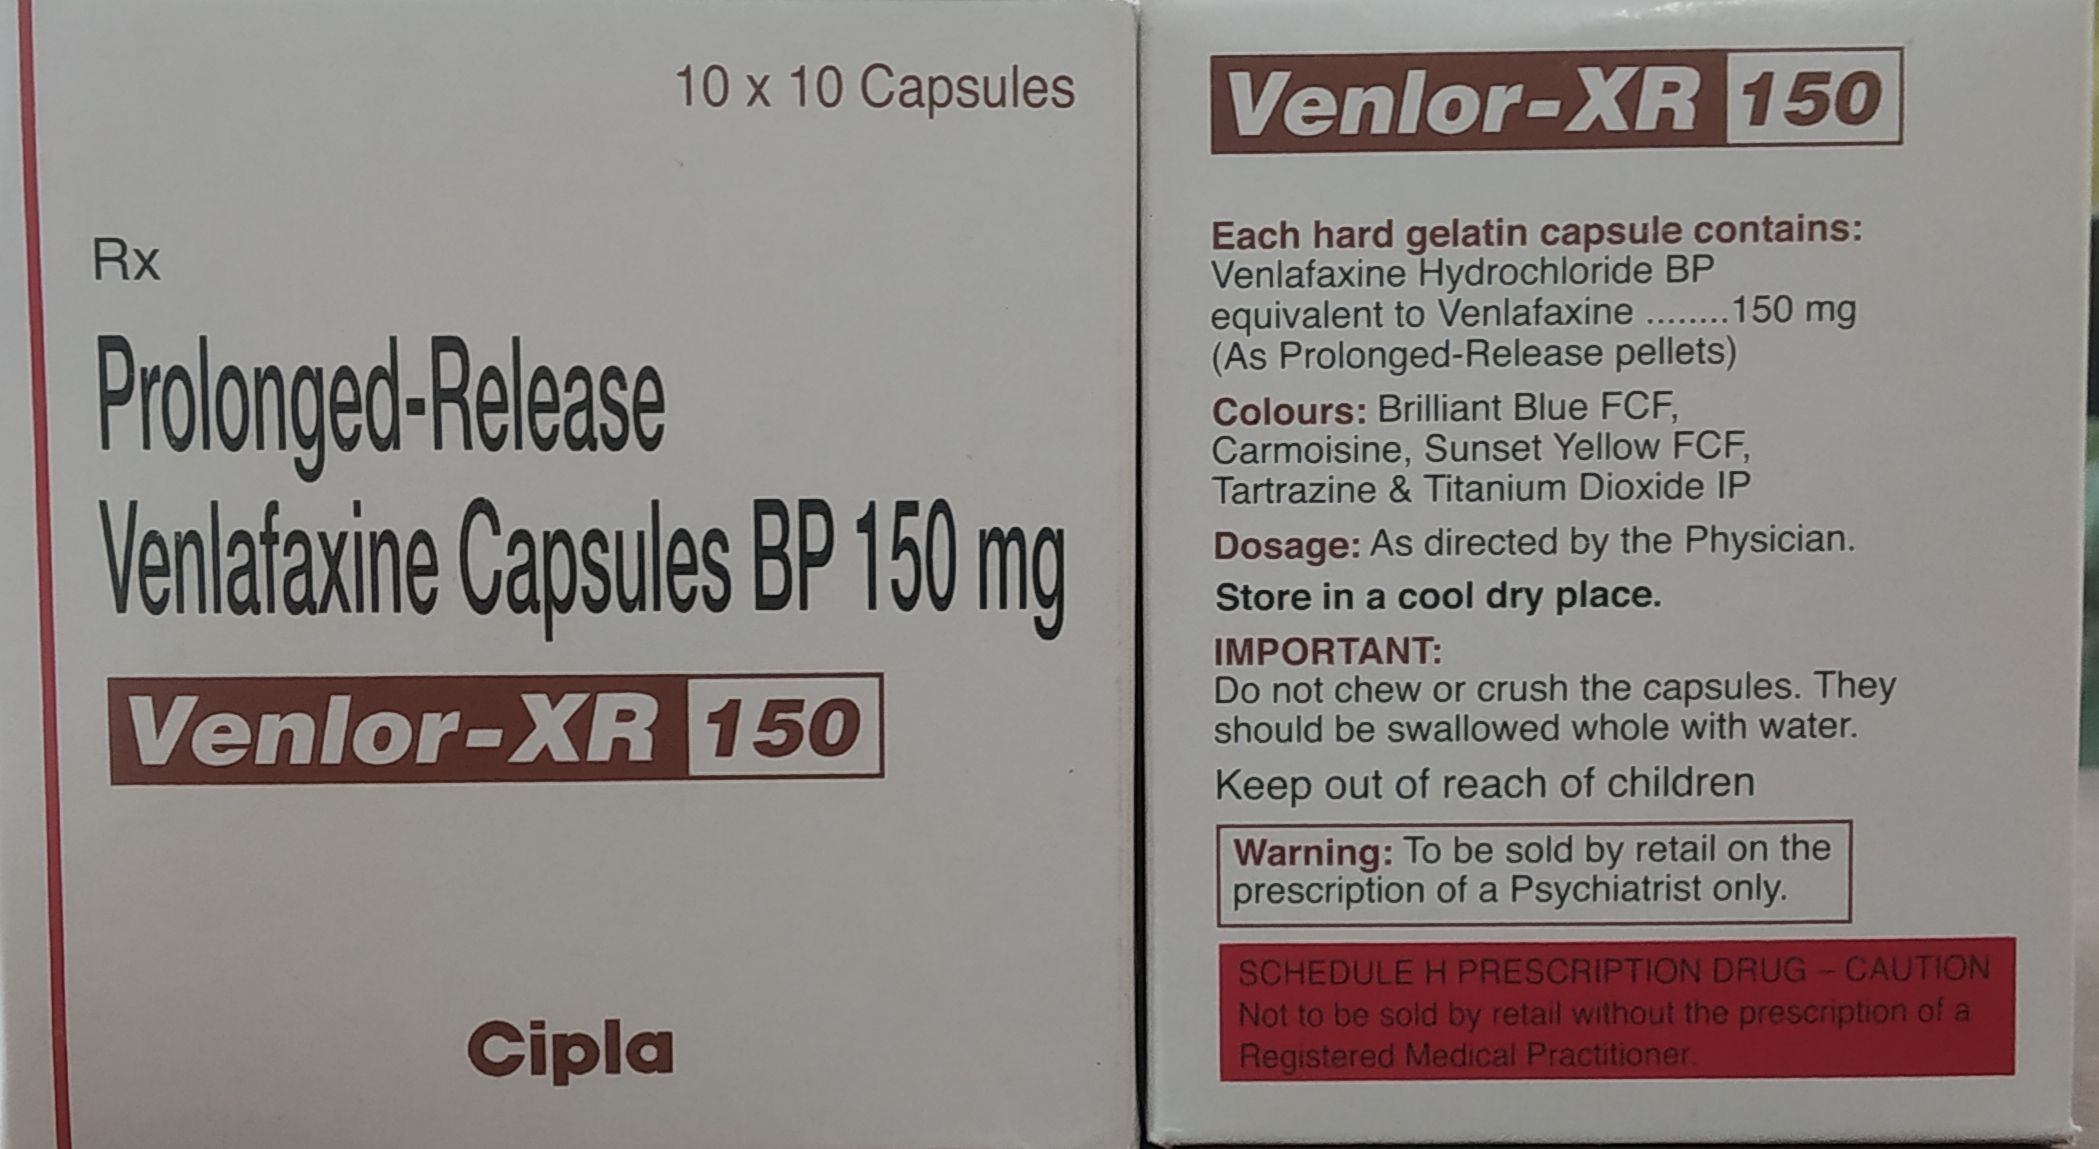 10 x 10 Capsules
Rx
Prolonged-Release
Venlafaxine Capsules BP 150 mg
Venlor-XR 150
Cipla
Venlor-XR 150
Each hard gelatin capsule contains:
Venlafaxine Hydrochloride BP
equivalent to Venlafaxine ........150 mg
(As Prolonged-Release pellets)
Colours: Brilliant Blue FCF,
Carmoisine, Sunset Yellow FCF,
Tartrazine & Titanium Dioxide IP
Dosage: As directed by the Physician.
Store in a cool dry place.
IMPORTANT:
Do not chew or crush the capsules. They
should be swallowed whole with water.
Keep out of reach of children
Warning: To be sold by retail on the
prescription of a Psychiatrist only.
SCHEDULE H PRESCRIPTION DRUG – CAUTION
Not to be sold by retail without the prescription of a
Registered Medical Practitioner.